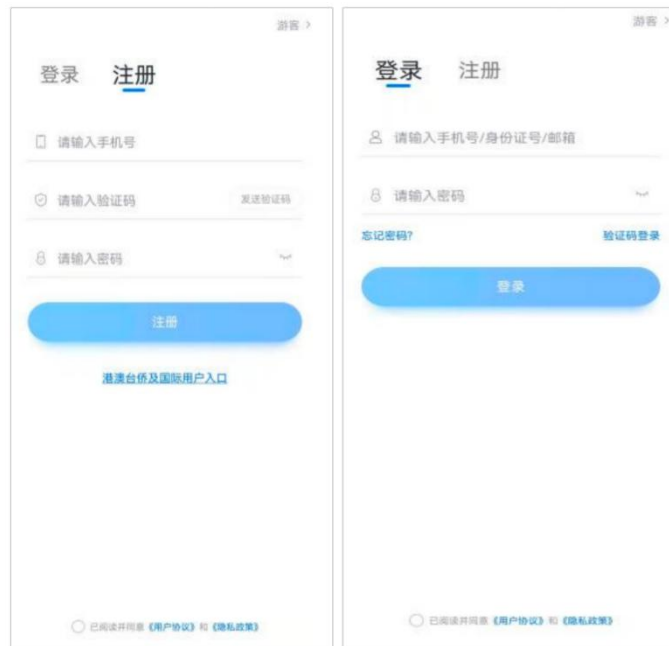 游客 >
登录 注册
请输入手机号
请输入验证码 发送验证码
请输入密码
注册
港澳台侨及国际用户入口
已阅读并同意《用户协议》和《隐私政策》
游客 >
登录 注册
请输入手机号/身份证号/邮箱
请输入密码
忘记密码? 验证码登录
登录
已阅读并同意《用户协议》和《隐私政策》